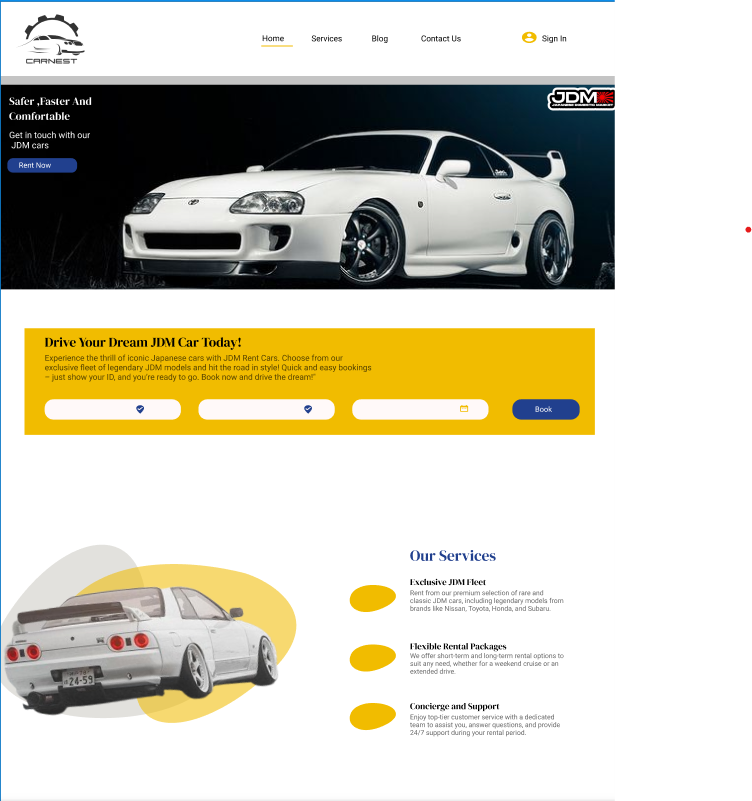 CARNEST
Home
Services
Blog
Contact Us
Sign In
Safer ,Faster And
Comfortable
Get in touch with our
JDM cars
Rent Now
JDM
Drive Your Dream JDM Car Today!
Experience the thrill of iconic Japanese cars with JDM Rent Cars. Choose from our
exclusive fleet of legendary JDM models and hit the road in style! Quick and easy bookings
– just show your ID, and you're ready to go. Book now and drive the dream!"
Book
Our Services
Exclusive JDM Fleet
Rent from our premium selection of rare and
classic JDM cars, including legendary models from
brands like Nissan, Toyota, Honda, and Subaru.
24-59
Flexible Rental Packages
We offer short-term and long-term rental options to
suit any need, whether for a weekend cruise or an
extended drive.
Concierge and Support
Enjoy top-tier customer service with a dedicated
team to assist you, answer questions, and provide
24/7 support during your rental period.